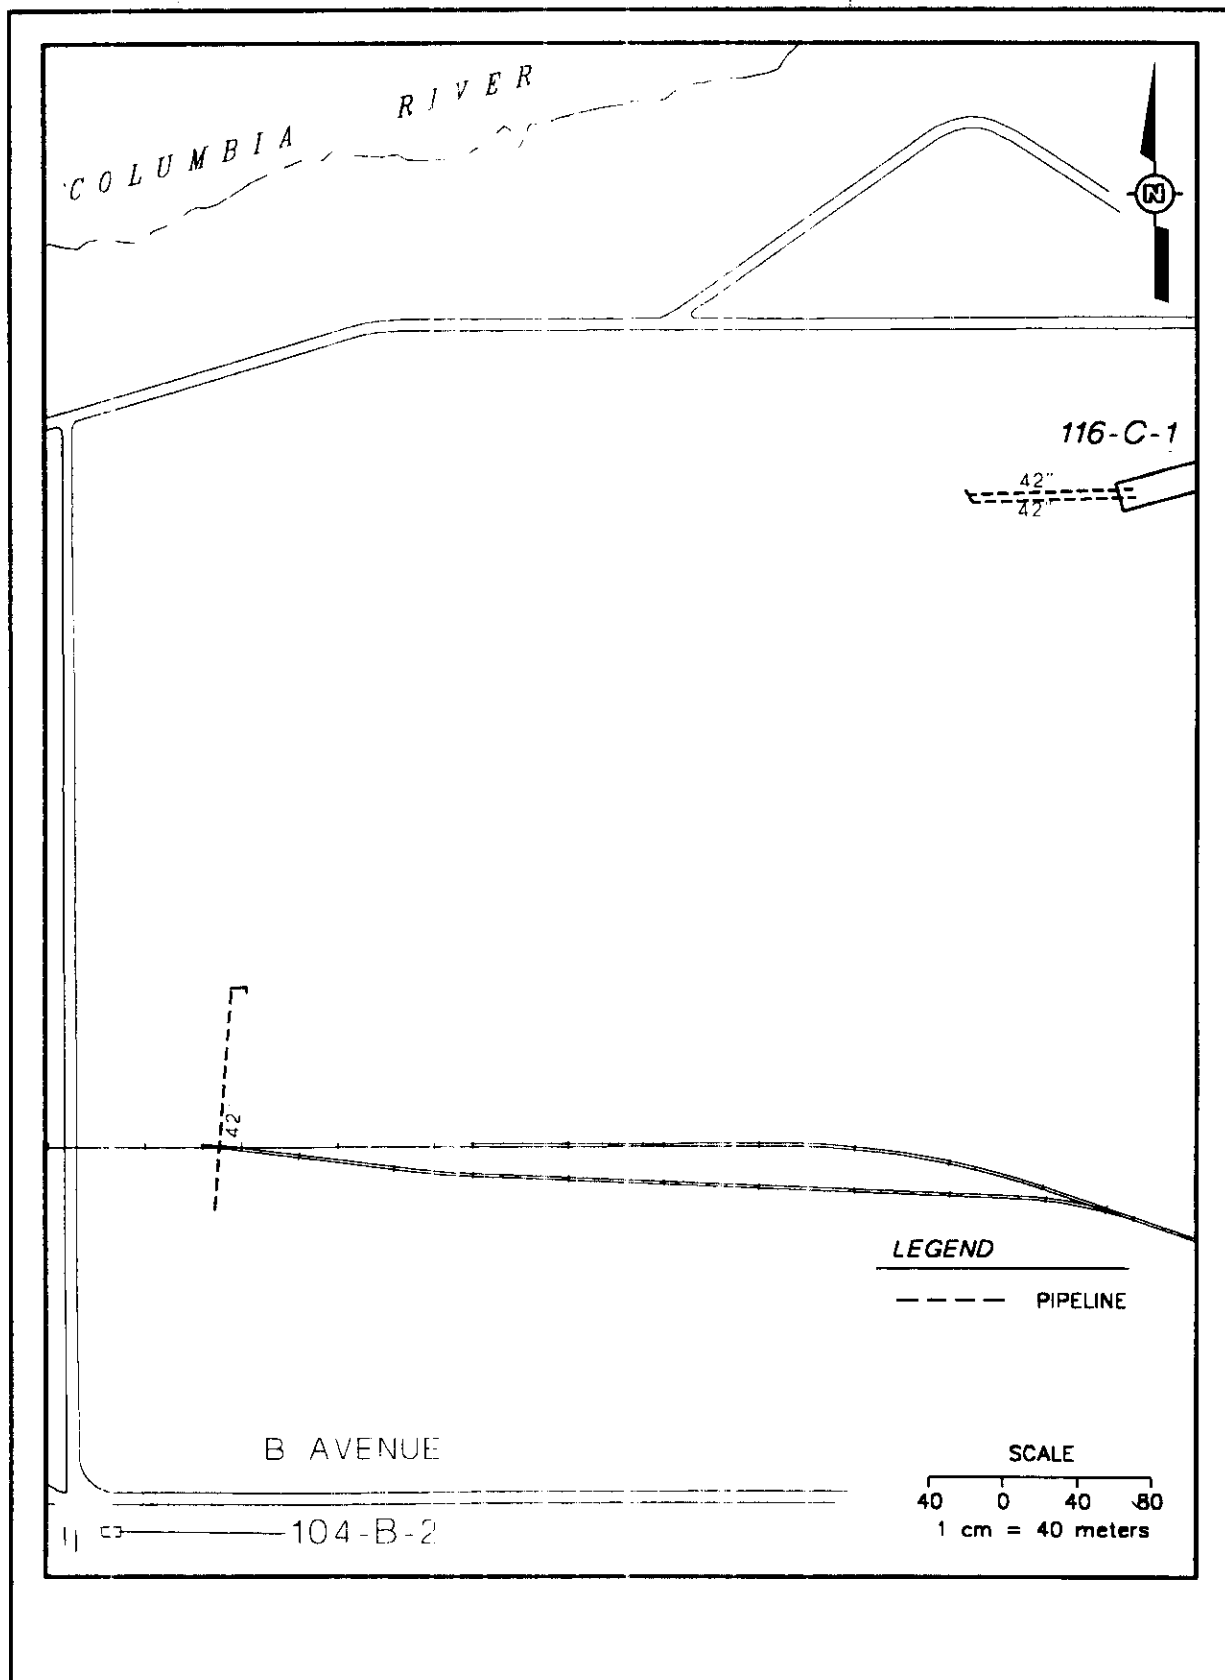 COLUMBIA RIVER
N
116-C-1
42"
42"
42"
LEGEND
PIPELINE
B AVENUE
SCALE
40 0 40 80
1 cm = 40 meters
104-B-2